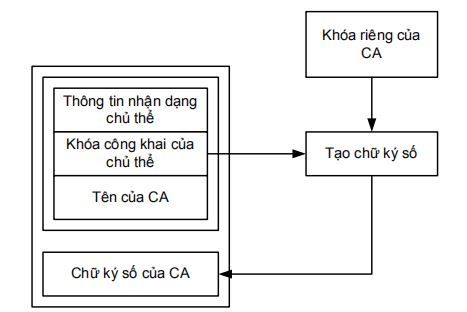 Khóa riêng của
CA
Thông tin nhận dạng
chủ thể
Khóa công khai của
chủ thể
Tạo chữ ký số
Tên của CA
Chữ ký số của CA